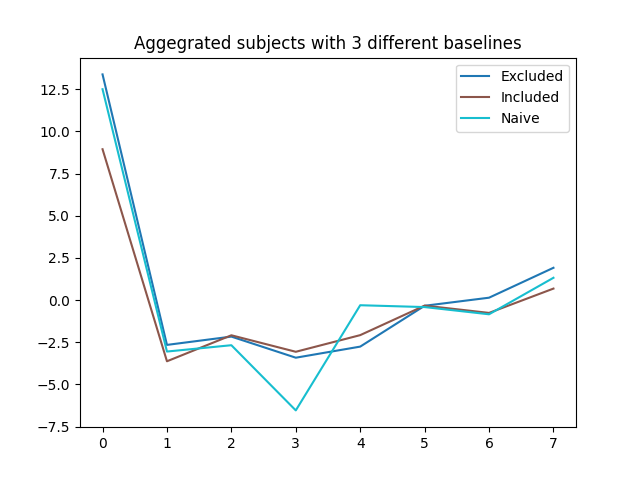 Aggegrated subjects with 3 different baselines
Excluded
Included
Naive
12.5
10.0
7.5
5.0
2.5
0.0
−2.5
−5.0
−7.5
0 1 2 3 4 5 6 7